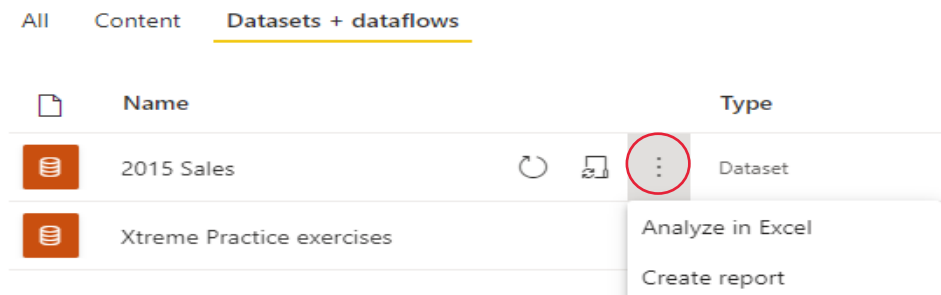 All Content Datasets + dataflows
Name Type
2015 Sales Dataset
Xtreme Practice exercises
Analyze in Excel
Create report